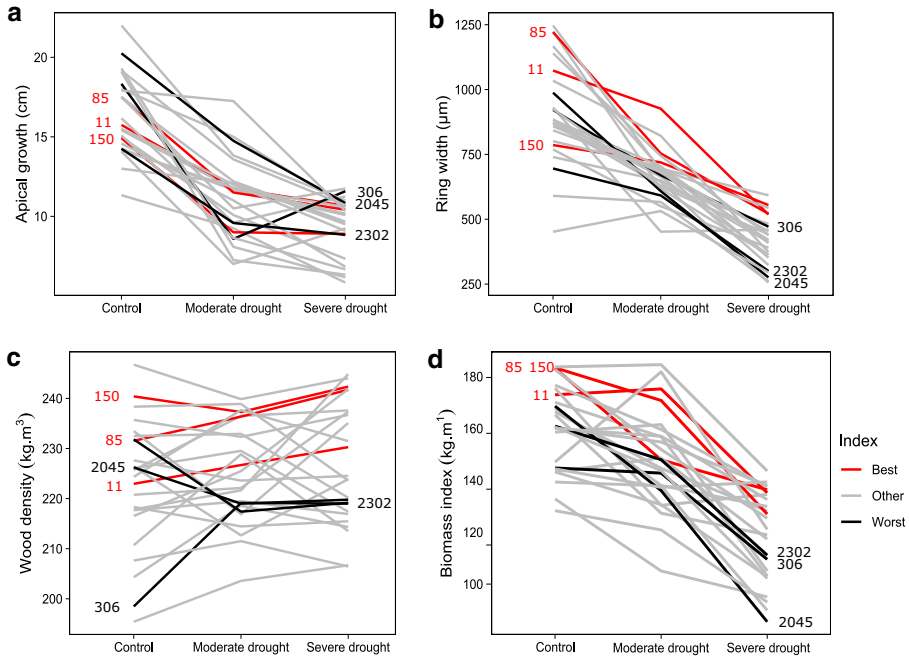 a
Apical growth (cm)
20
15
10
85
11
150
306
2045
2302
Control
Moderate drought
Severe drought
b
Ring width (µm)
1250
1000
750
500
250
85
11
150
306
2302
2045
Control
Moderate drought
Severe drought
c
Wood density (kg.m³)
240
230
220
210
200
150
85
2045
11
306
2302
Control
Moderate drought
Severe drought
d
Biomass index (kg.m¹)
180
160
140
120
100
85 150
11
2302
306
2045
Control
Moderate drought
Severe drought
Index
Best
Other
Worst